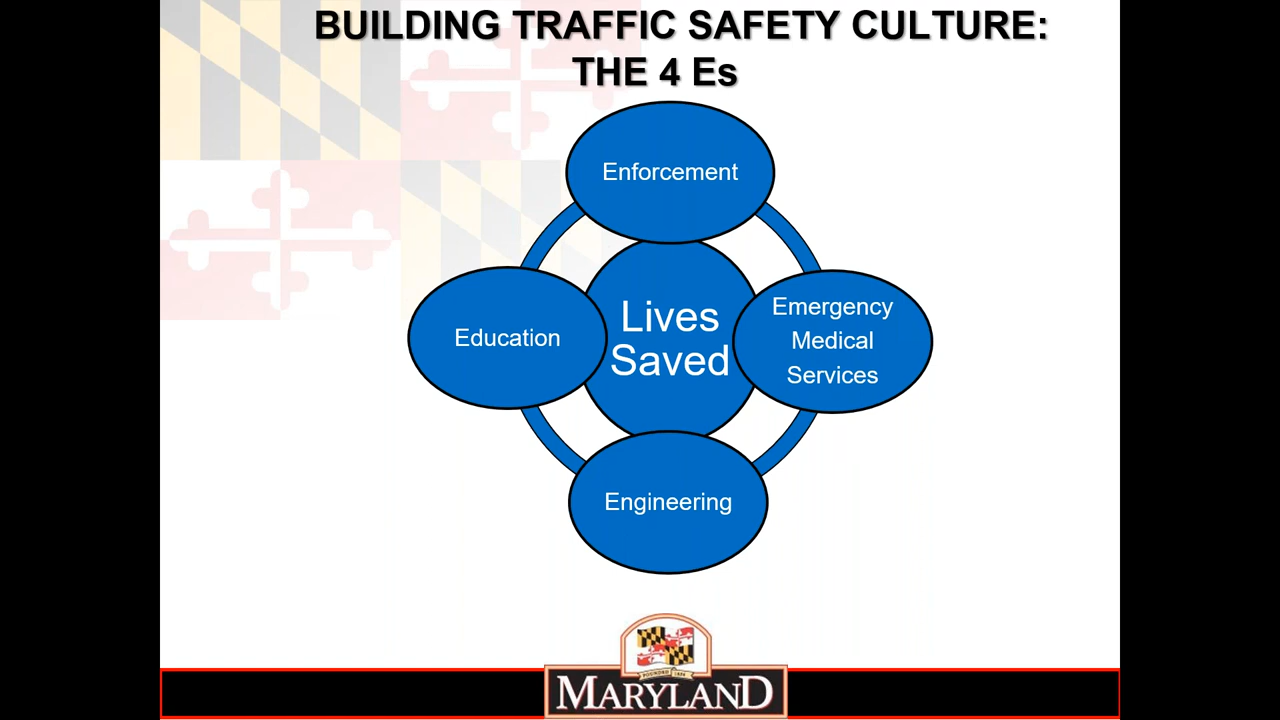 BUILDING TRAFFIC SAFETY CULTURE:
THE 4 Es
Enforcement
Education
Lives
Saved
Emergency
Medical
Services
Engineering
MARYLAND